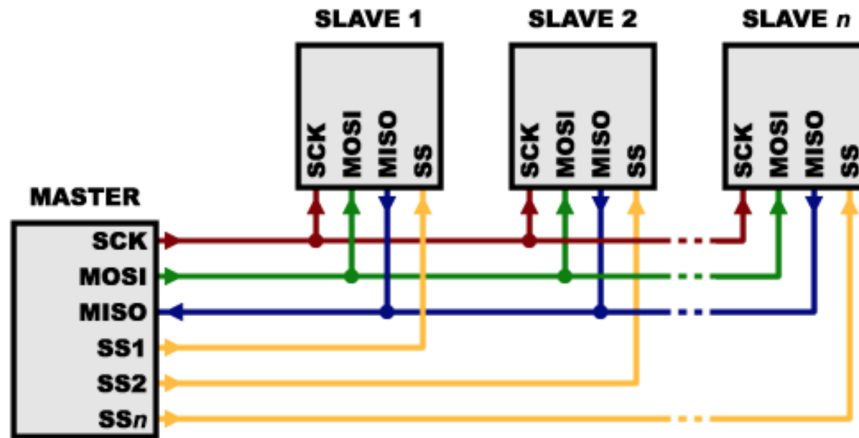 SLAVE 1
SLAVE 2
SLAVE n
SCK
MOSI
MISO
SS
SCK
MOSI
MISO
SS
SCK
MOSI
MISO
SS
MASTER
SCK
MOSI
MISO
SS1
SS2
SSn